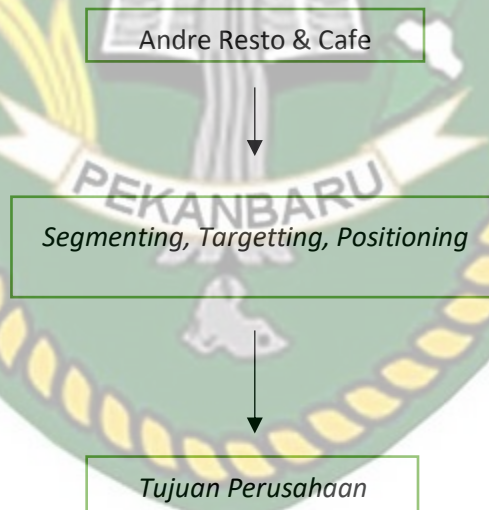 Andre Resto & Cafe
PEKANBARU
Segmenting, Targetting, Positioning
Tujuan Perusahaan